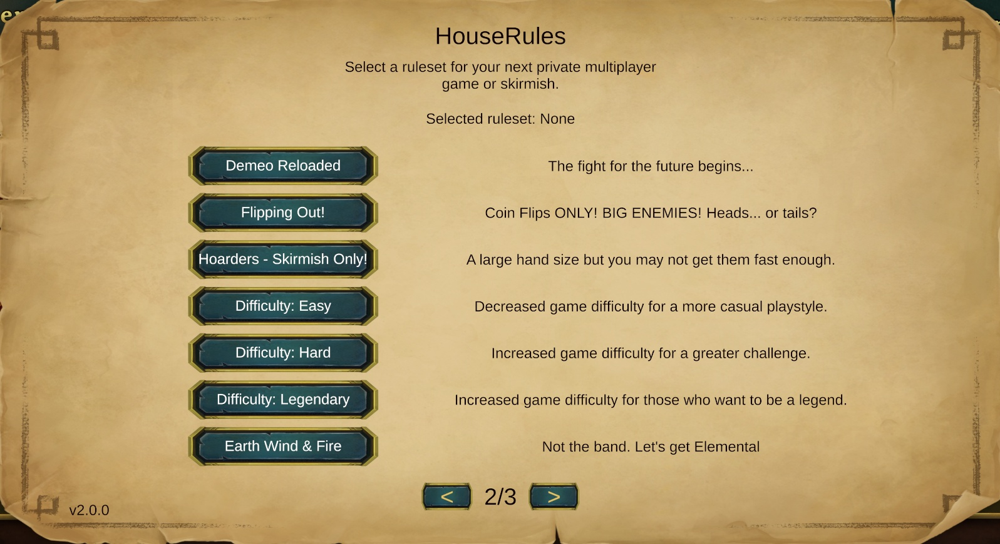 HouseRules
Select a ruleset for your next private multiplayer
game or skirmish.
Selected ruleset: None
Demeo Reloaded The fight for the future begins...
Flipping Out! Coin Flips ONLY! BIG ENEMIES! Heads... or tails?
Hoarders - Skirmish Only! A large hand size but you may not get them fast enough.
Difficulty: Easy Decreased game difficulty for a more casual playstyle.
Difficulty: Hard Increased game difficulty for a greater challenge.
Difficulty: Legendary Increased game difficulty for those who want to be a legend.
Earth Wind & Fire Not the band. Let's get Elemental
< 2/3 >
v2.0.0